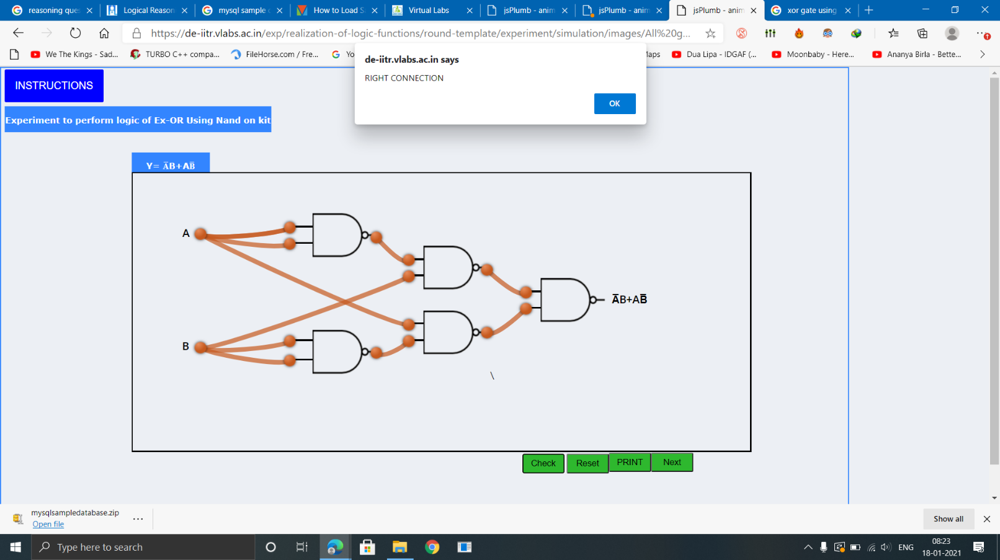 reasoning ques
Logical Reason
mysql sample
How to Load S
Virtual Labs
jsPlumb - anim
jsPlumb - anim
jsPlumb - anim
xor gate using
https://de-iitr.vlabs.ac.in/exp/realization-of-logic-functions/round-template/experiment/simulation/images/All%20g...
We The Kings - Sad...
TURBO C++ compa...
FileHorse.com / Fre...
Yo
Maps
Dua Lipa - IDGAF (...
Moonbaby - Here...
Ananya Birla - Bette...
de-iitr.vlabs.ac.in says
RIGHT CONNECTION
OK
INSTRUCTIONS
Experiment to perform logic of Ex-OR Using Nand on kit
Y= A̅B+AB̅
A
A̅B+AB̅
B
\
Check
Reset
PRINT
Next
mysqlsampledatabase.zip
Open file
Show all
Type here to search
ENG
08:23
18-01-2021